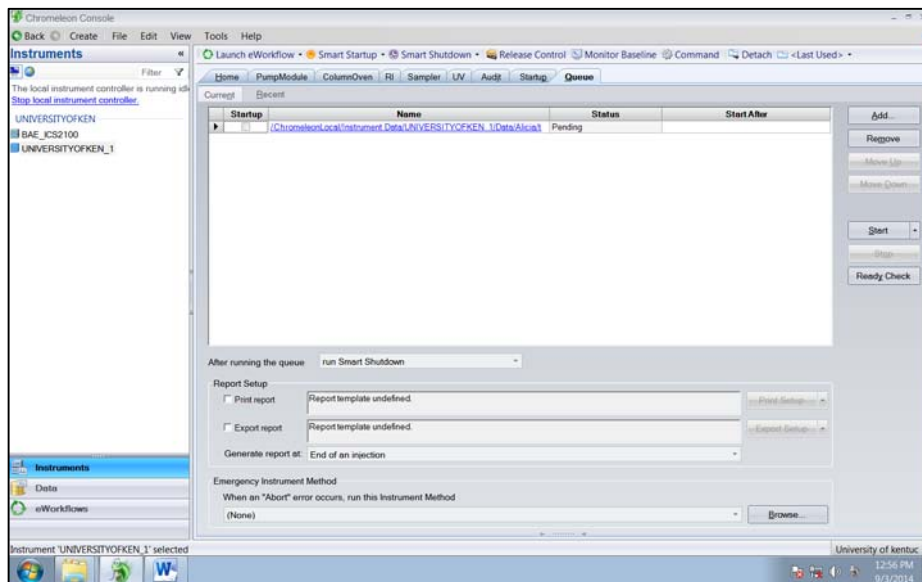 Chromeleon Console
Back Create File Edit View Tools Help
Instruments «
Launch eWorkflow Smart Startup Smart Shutdown Release Control Monitor Baseline Command Detach <Last Used>
Filter
The local instrument controller is running idle
Stop local instrument controller.
UNIVERSITYOFKEN
BAE_ICS2100
UNIVERSITYOFKEN_1
Home PumpModule ColumnOven RI Sampler UV Audit Startup Queue
Current Recent
Startup Name Status Start After
/ChromeleonLocal/Instrument Data/UNIVERSITYOFKEN_1/Data/Alicia/t Pending
Add...
Remove
Move Up
Move Down
Start
Stop
Ready Check
After running the queue run Smart Shutdown
Report Setup
Print report Report template undefined. Print Setup
Export report Report template undefined. Export Setup
Generate report at: End of an injection
Emergency Instrument Method
When an "Abort" error occurs, run this Instrument Method
(None) Browse...
Instruments
Data
eWorkflows
Instrument 'UNIVERSITYOFKEN_1' selected
University of kentuc
12:56 PM
9/3/2014